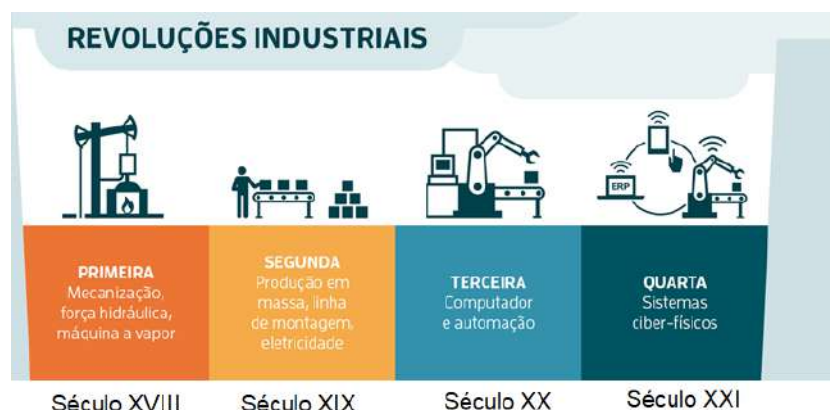 REVOLUÇÕES INDUSTRIAIS
ERP
PRIMEIRA
Mecanização,
força hidráulica,
máquina a vapor
SEGUNDA
Produção em
massa, linha
de montagem,
eletricidade
TERCEIRA
Computador
e automação
QUARTA
Sistemas
ciber-físicos
Século XVIII
Século XIX
Século XX
Século XXI